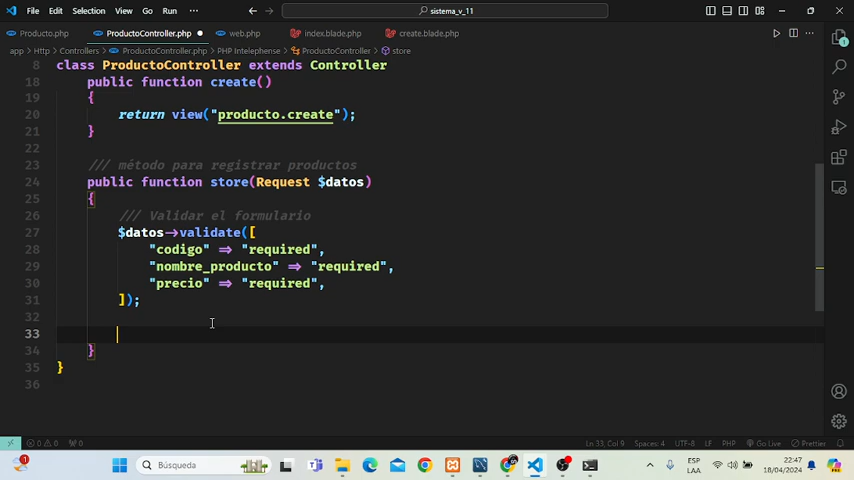 File Edit Selection View Go Run ··· sistema_v_11
Producto.php ProductoController.php web.php index.blade.php create.blade.php ···
app > Http > Controllers > ProductoController.php > PHP Intelephense > ProductoController > store
8 class ProductoController extends Controller
18 public function create()
19 {
20 return view("producto.create");
21 }
22
23 /// método para registrar productos
24 public function store(Request $datos)
25 {
26 /// Validar el formulario
27 $datos->validate([
28 "codigo" => "required",
29 "nombre_producto" => "required",
30 "precio" => "required",
31 ]);
32
33
34 }
35 }
36
0 0 0 Ln 33, Col 9 Spaces: 4 UTF-8 LF PHP Go Live Prettier
1 Búsqueda ESP 22:47
LAA 18/04/2024